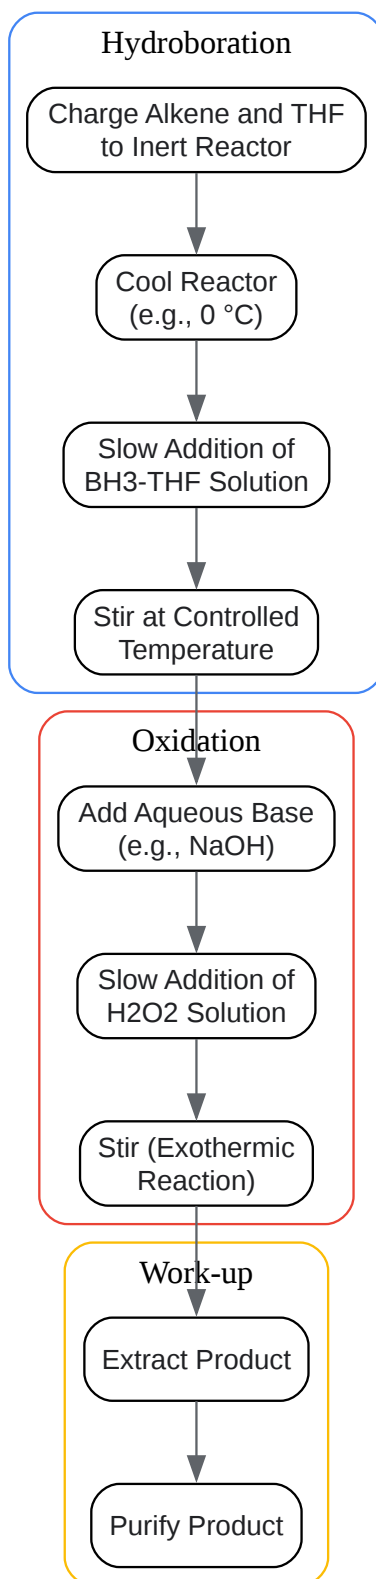 Hydroboration
Charge Alkene and THF
to Inert Reactor
Cool Reactor
(e.g., 0 °C)
Slow Addition of
BH3-THF Solution
Stir at Controlled
Temperature
Oxidation
Add Aqueous Base
(e.g., NaOH)
Slow Addition of
H2O2 Solution
Stir (Exothermic
Reaction)
Work-up
Extract Product
Purify Product